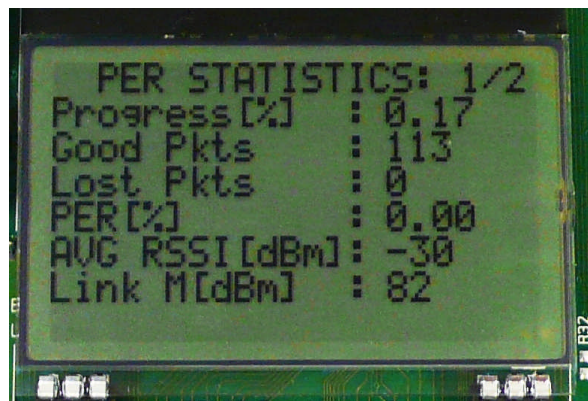 PER STATISTICS: 1/2
Progress[%] : 0.17
Good Pkts : 113
Lost Pkts : 0
PER[%] : 0.00
AVG RSSI[dBm]: -30
Link M[dBm] : 82
R32